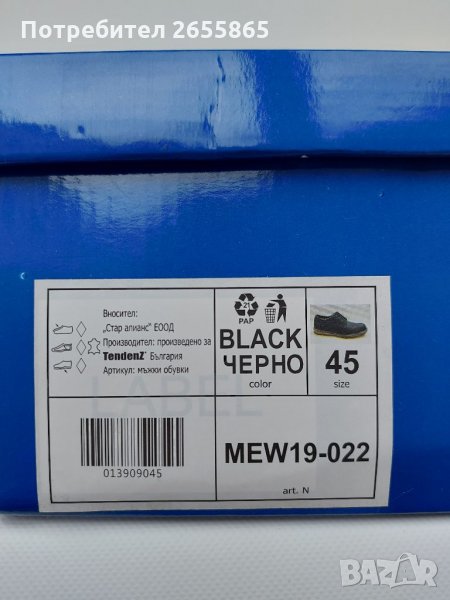 Потребител 2655865
Вносител:
„Стар алианс" ЕООД
Производител: произведено за
TendenZ България
Артикул: мъжки обувки
21
PAP
BLACK
ЧЕРНО
color
45
size
LABEL
013909045
MEW19-022
art. N
BAZAR